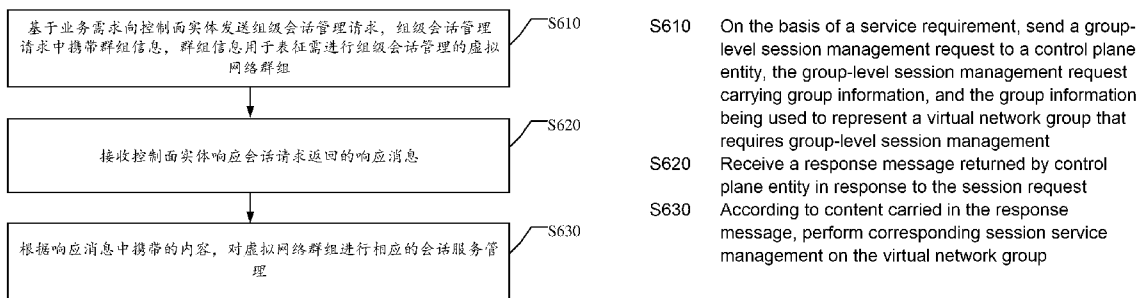 基于业务需求向控制面实体发送组级会话管理请求，组级会话管理
请求中携带群组信息，群组信息用于表征需进行组级会话管理的虚拟
网络群组
S610
接收控制面实体响应会话请求返回的响应消息
S620
根据响应消息中携带的内容，对虚拟网络群组进行相应的会话服务管
理
S630
S610 On the basis of a service requirement, send a group-
level session management request to a control plane
entity, the group-level session management request
carrying group information, and the group information
being used to represent a virtual network group that
requires group-level session management
S620 Receive a response message returned by control
plane entity in response to the session request
S630 According to content carried in the response
message, perform corresponding session service
management on the virtual network group